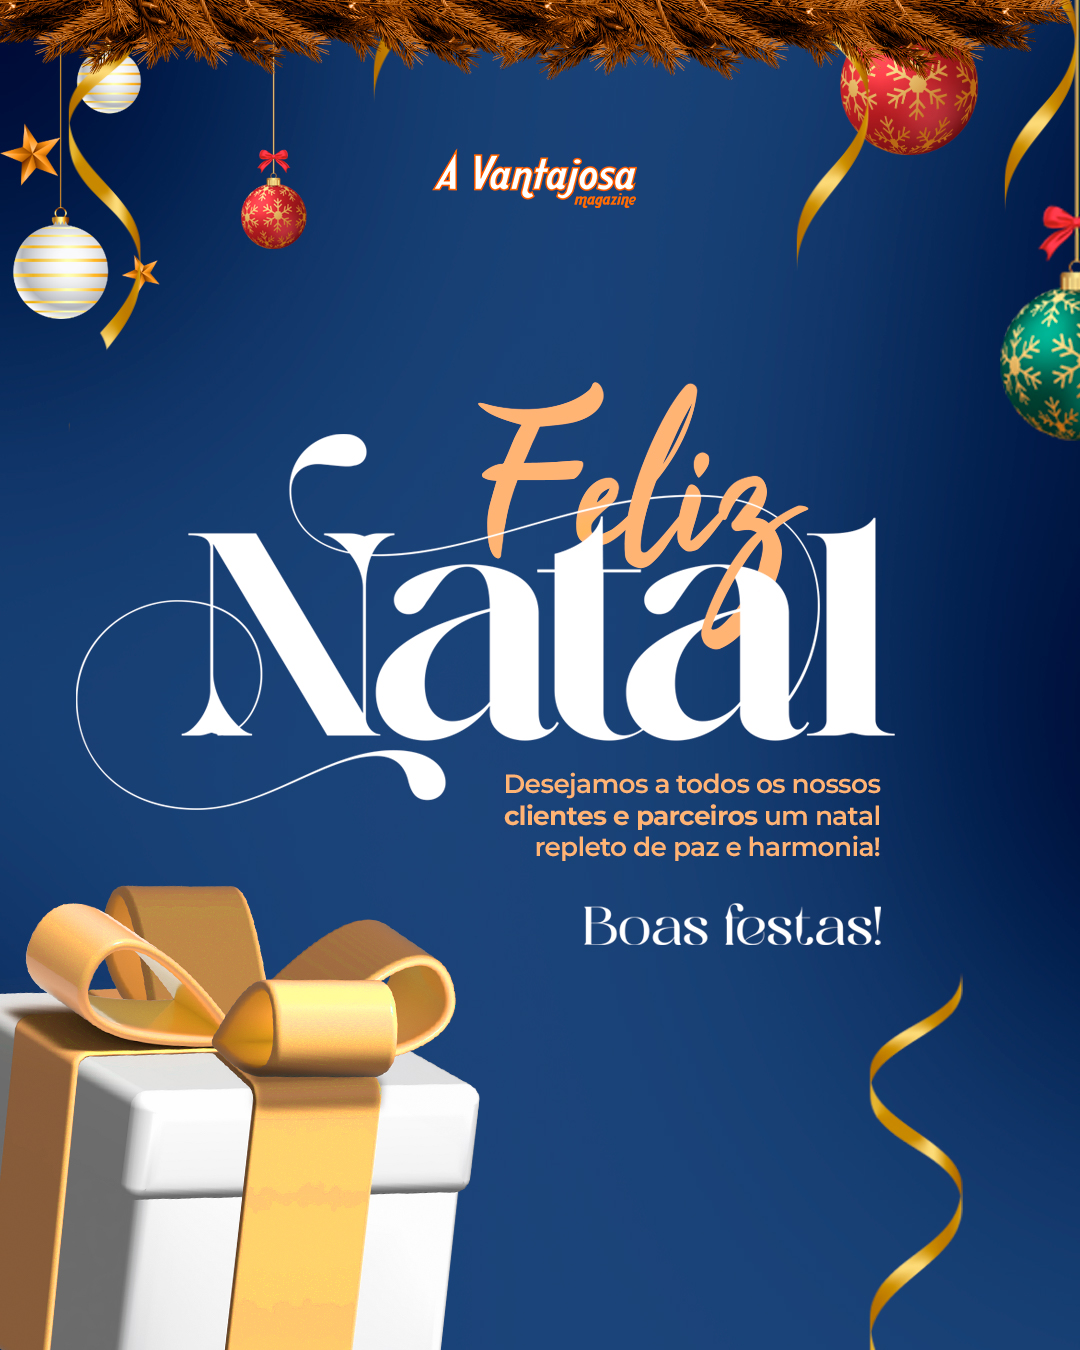 A Vantajosa
magazine
Feliz
Natal
Desejamos a todos os nossos
clientes e parceiros um natal
repleto de paz e harmonia!
Boas festas!